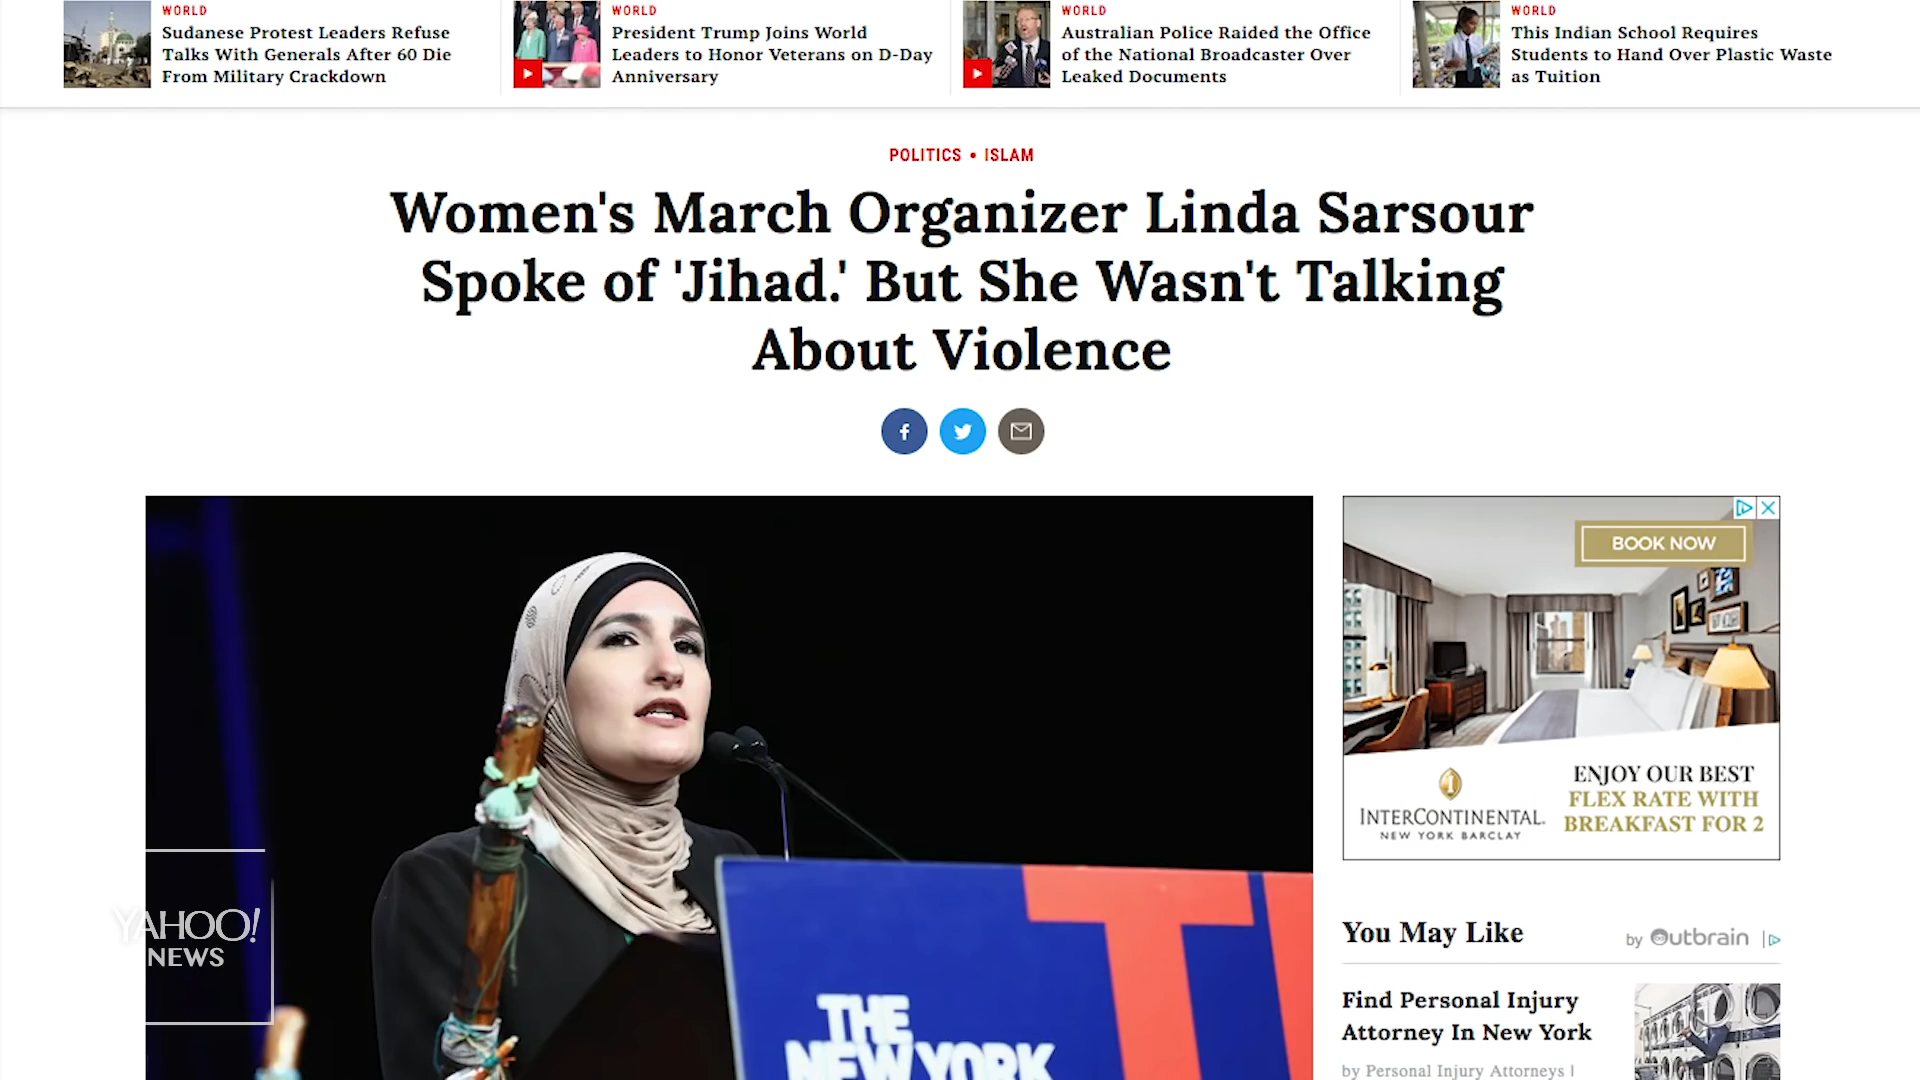 WORLD
Sudanese Protest Leaders Refuse
Talks With Generals After 60 Die
From Military Crackdown
WORLD
President Trump Joins World
Leaders to Honor Veterans on D-Day
Anniversary
WORLD
Australian Police Raided the Office
of the National Broadcaster Over
Leaked Documents
WORLD
This Indian School Requires
Students to Hand Over Plastic Waste
as Tuition
POLITICS • ISLAM
Women's March Organizer Linda Sarsour
Spoke of 'Jihad.' But She Wasn't Talking
About Violence
BOOK NOW
INTERCONTINENTAL.
NEW YORK BARCLAY
ENJOY OUR BEST
FLEX RATE WITH
BREAKFAST FOR 2
YAHOO!
NEWS
THE
NEW YORK
T
You May Like
by Outbrain
Find Personal Injury
Attorney In New York
by Personal Injury Attorneys |